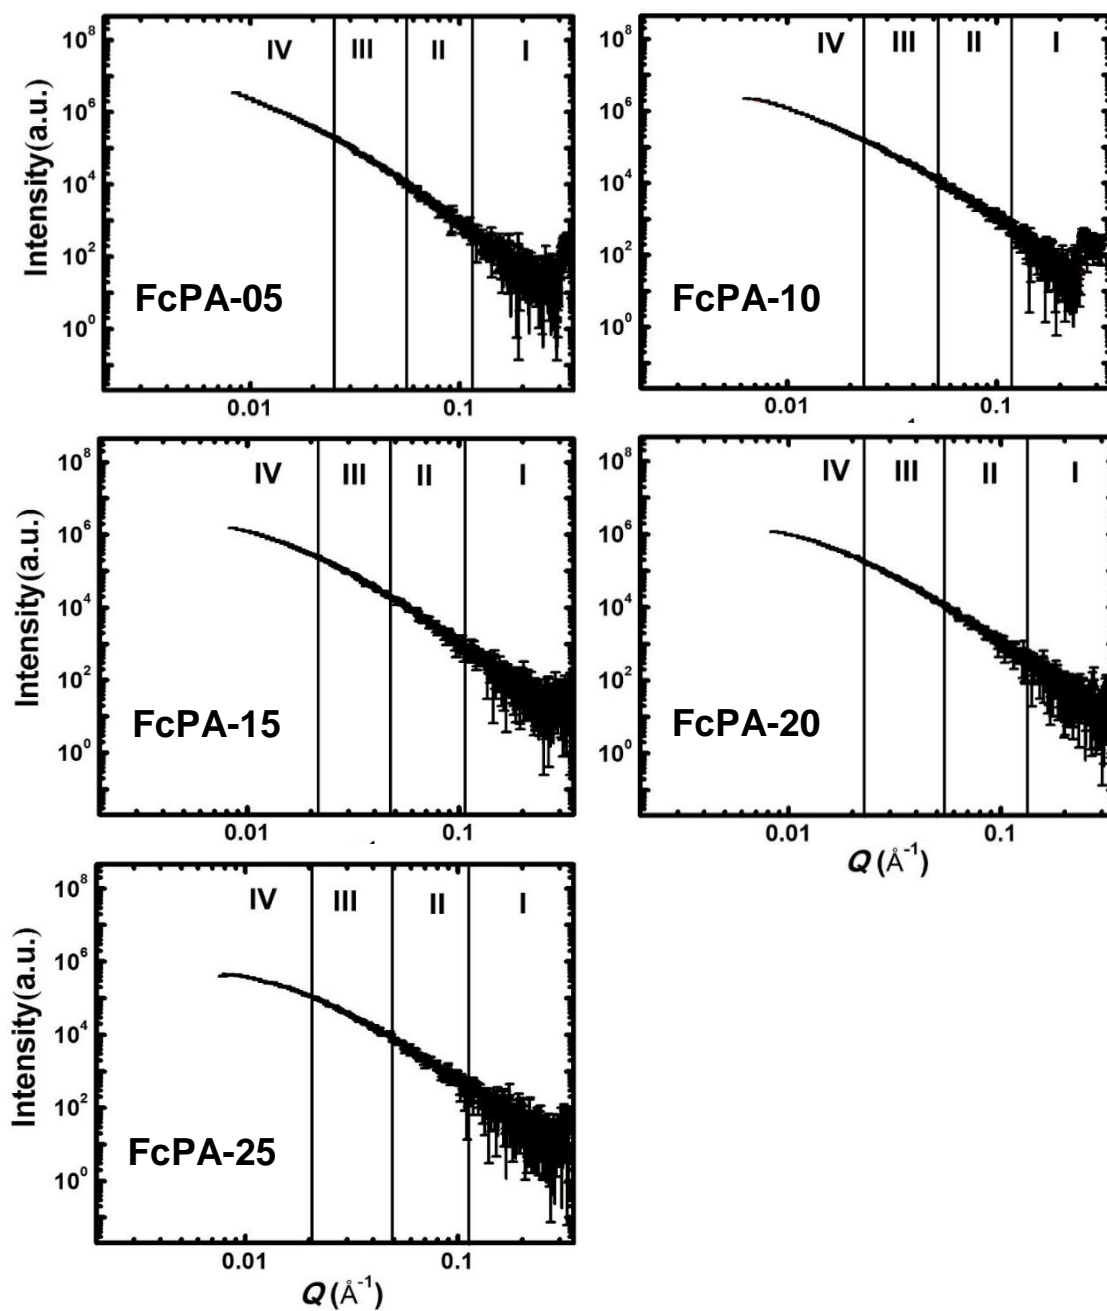 IV III II I
IV III II I
10⁸
10⁶
10⁴
10²
10⁰
Intensity(a.u.)
FcPA-05
0.01 0.1
10⁸
10⁶
10⁴
10²
10⁰
FcPA-10
0.01 0.1
IV III II I
IV III II I
10⁸
10⁶
10⁴
10²
10⁰
Intensity(a.u.)
FcPA-15
0.01 0.1
10⁸
10⁶
10⁴
10²
10⁰
FcPA-20
0.01 0.1
Q (Å⁻¹)
IV III II I
10⁸
10⁶
10⁴
10²
10⁰
Intensity(a.u.)
FcPA-25
0.01 0.1
Q (Å⁻¹)